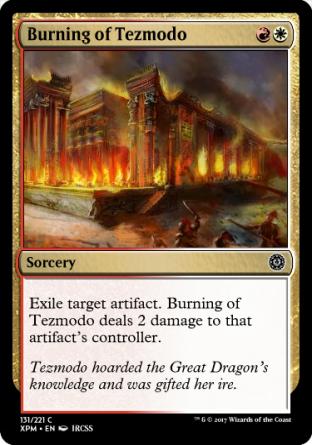 Burning of Tezmodo
Sorcery
Exile target artifact. Burning of
Tezmodo deals 2 damage to that
artifact's controller.
Tezmodo hoarded the Great Dragon's
knowledge and was gifted her ire.
131/221 C
XPM • EN IRCSS
™ & © 2017 Wizards of the Coast